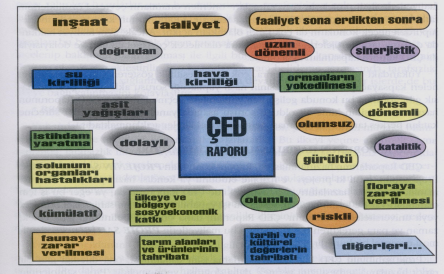 inşaat
faaliyet
faaliyet sona erdikten sonra
doğrudan
uzun
dönemli
sinerjistik
su
kirliliği
hava
kirliliği
ormanların
yokedilmesi
asit
yağışları
ÇED
RAPORU
olumsuz
kısa
dönemli
istihdam
yaratma
dolaylı
katalitik
gürültü
solunum
organları
hastalıkları
kümülatif
ülkeye ve
bölgeye
sosyoekonomik
katkı
olumlu
riskli
floraya
zarar
verilmesi
faunaya
zarar
verilmesi
tarım alanları
ve ürünlerinin
tahribatı
tarihi ve
kültürel
değerlerin
tahribatı
diğerleri...